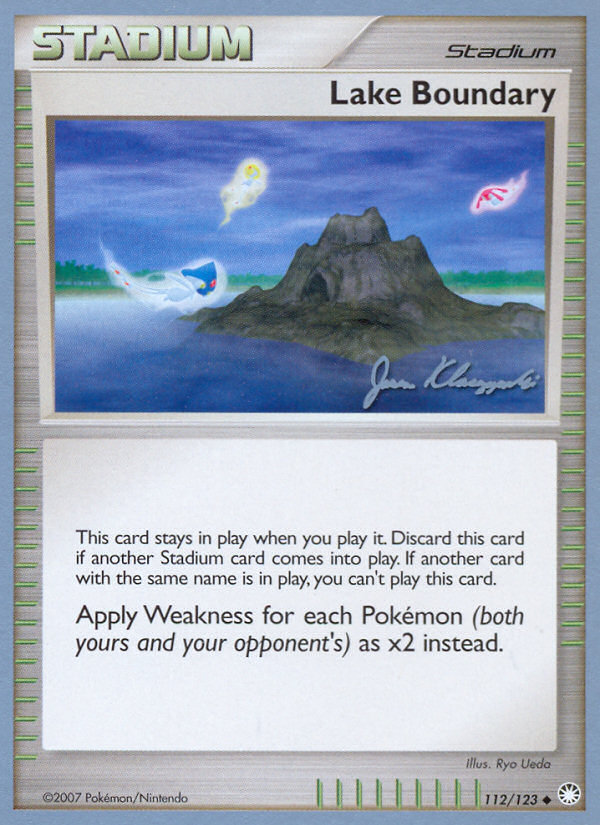 STADIUM
Stadium
Lake Boundary
Jason Klaczynski
This card stays in play when you play it. Discard this card
if another Stadium card comes into play. If another card
with the same name is in play, you can't play this card.
Apply Weakness for each Pokémon (both
yours and your opponent's) as x2 instead.
Illus. Ryo Ueda
©2007 Pokémon/Nintendo
112/123 ◆